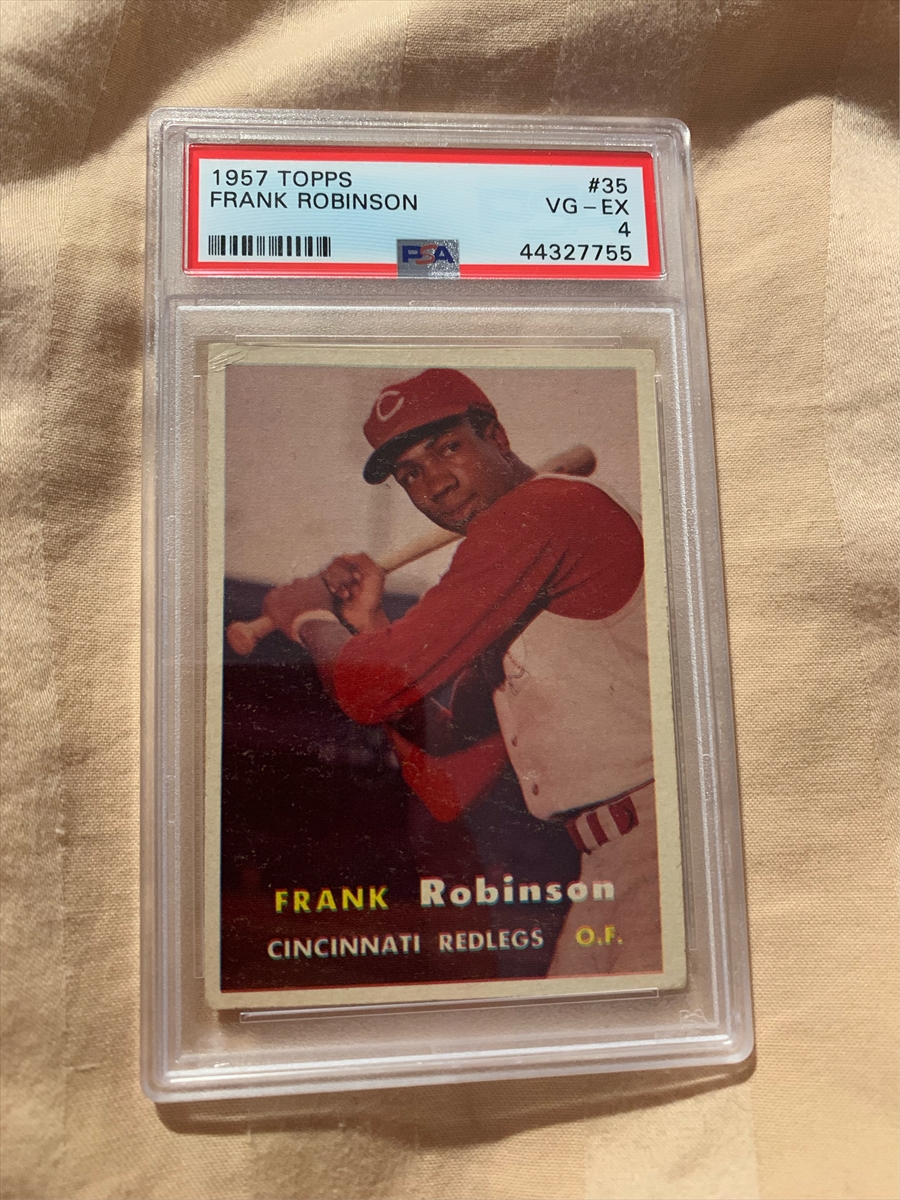 1957 TOPPS #35
FRANK ROBINSON VG-EX
4
PSA 44327755
C
FRANK Robinson
CINCINNATI REDLEGS O.F.